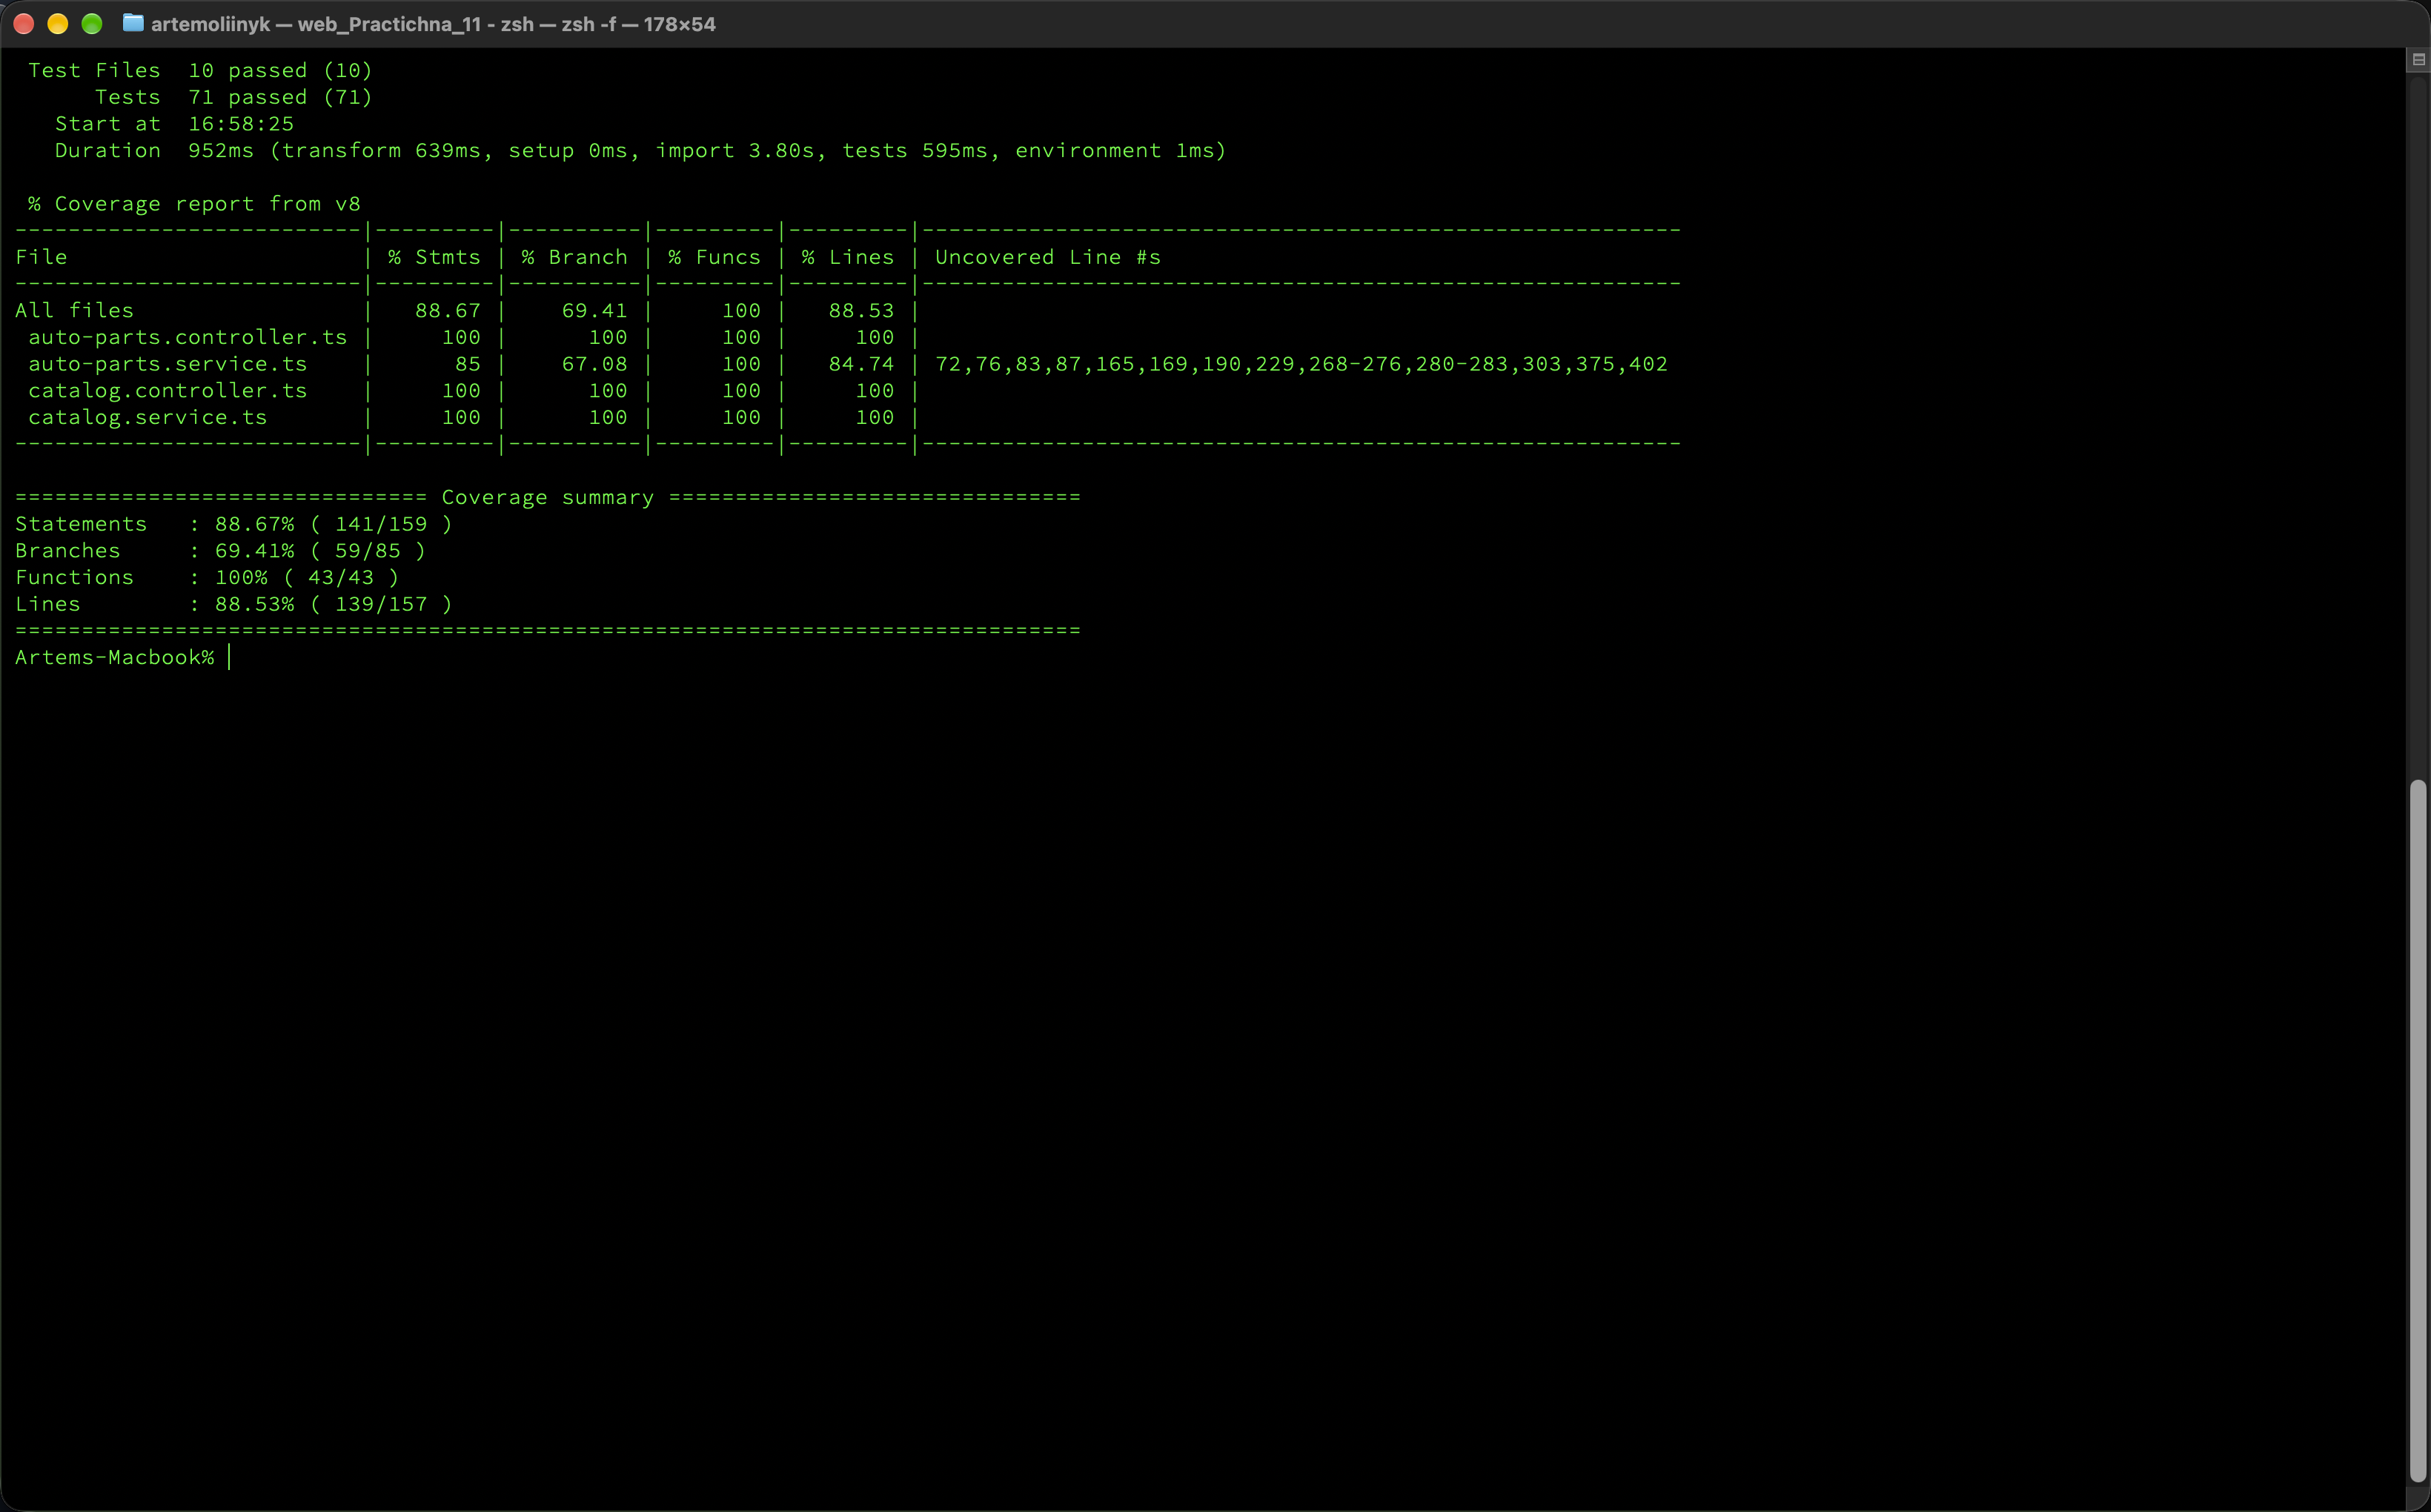 artemoliinyk — web_Practichna_11 - zsh — zsh -f — 178×54
Test Files  10 passed (10)
Tests  71 passed (71)
Start at  16:58:25
Duration  952ms (transform 639ms, setup 0ms, import 3.80s, tests 595ms, environment 1ms)
% Coverage report from v8
--------------------------|---------|----------|---------|---------|---------------------------------------------------------
File                      | % Stmts | % Branch | % Funcs | % Lines | Uncovered Line #s
--------------------------|---------|----------|---------|---------|---------------------------------------------------------
All files                 |   88.67 |    69.41 |     100 |   88.53 |
 auto-parts.controller.ts |     100 |      100 |     100 |     100 |
 auto-parts.service.ts    |      85 |    67.08 |     100 |   84.74 | 72,76,83,87,165,169,190,229,268-276,280-283,303,375,402
 catalog.controller.ts    |     100 |      100 |     100 |     100 |
 catalog.service.ts       |     100 |      100 |     100 |     100 |
--------------------------|---------|----------|---------|---------|---------------------------------------------------------
=============================== Coverage summary ===============================
Statements   : 88.67% ( 141/159 )
Branches     : 69.41% ( 59/85 )
Functions    : 100% ( 43/43 )
Lines        : 88.53% ( 139/157 )
================================================================================
Artems-Macbook%